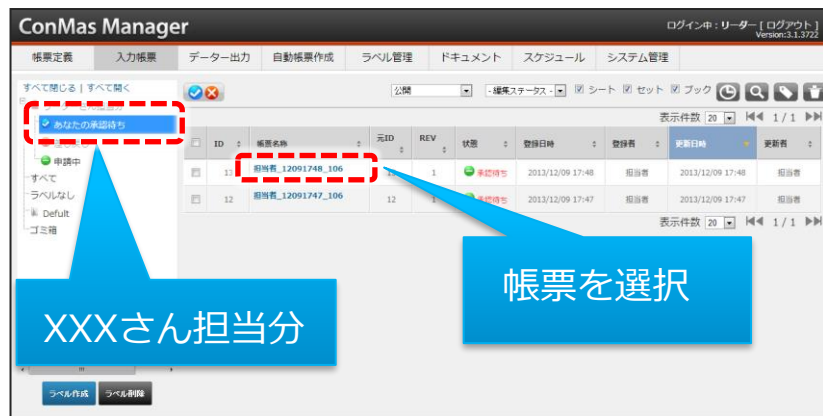 ConMas Manager
ログイン中：リーダー [ ログアウト ]
Version:3.1.3722
帳票定義 入力帳票 データー出力 自動帳票作成 ラベル管理 ドキュメント スケジュール システム管理
すべて閉じる | すべて開く
公開 - 編集ステータス - シート セット ブック
あなたの承認待ち
表示件数 20 1 / 1
ID 帳票名称 元ID REV 状態 登録日時 登録者 更新日時 更新者
申請中
13 担当者_12091748_106 1 承認待ち 2013/12/09 17:48 担当者 2013/12/09 17:48 担当者
すべて
ラベルなし
12 担当者_12091747_106 12 1 承認待ち 2013/12/09 17:47 担当者 2013/12/09 17:47 担当者
Defult
表示件数 20 1 / 1
ゴミ箱
帳票を選択
XXXさん担当分
ラベル作成 ラベル削除